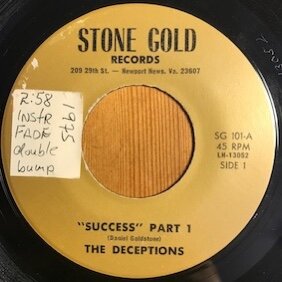 STONE GOLD
RECORDS
209 29th St. — Newport News, Va. 23607
2:58
INSTR
FADE
double
bump
1975
SG 101-A
45 RPM
LH-13052
SIDE 1
"SUCCESS" PART 1
(Daniel Goldstone)
THE DECEPTIONS